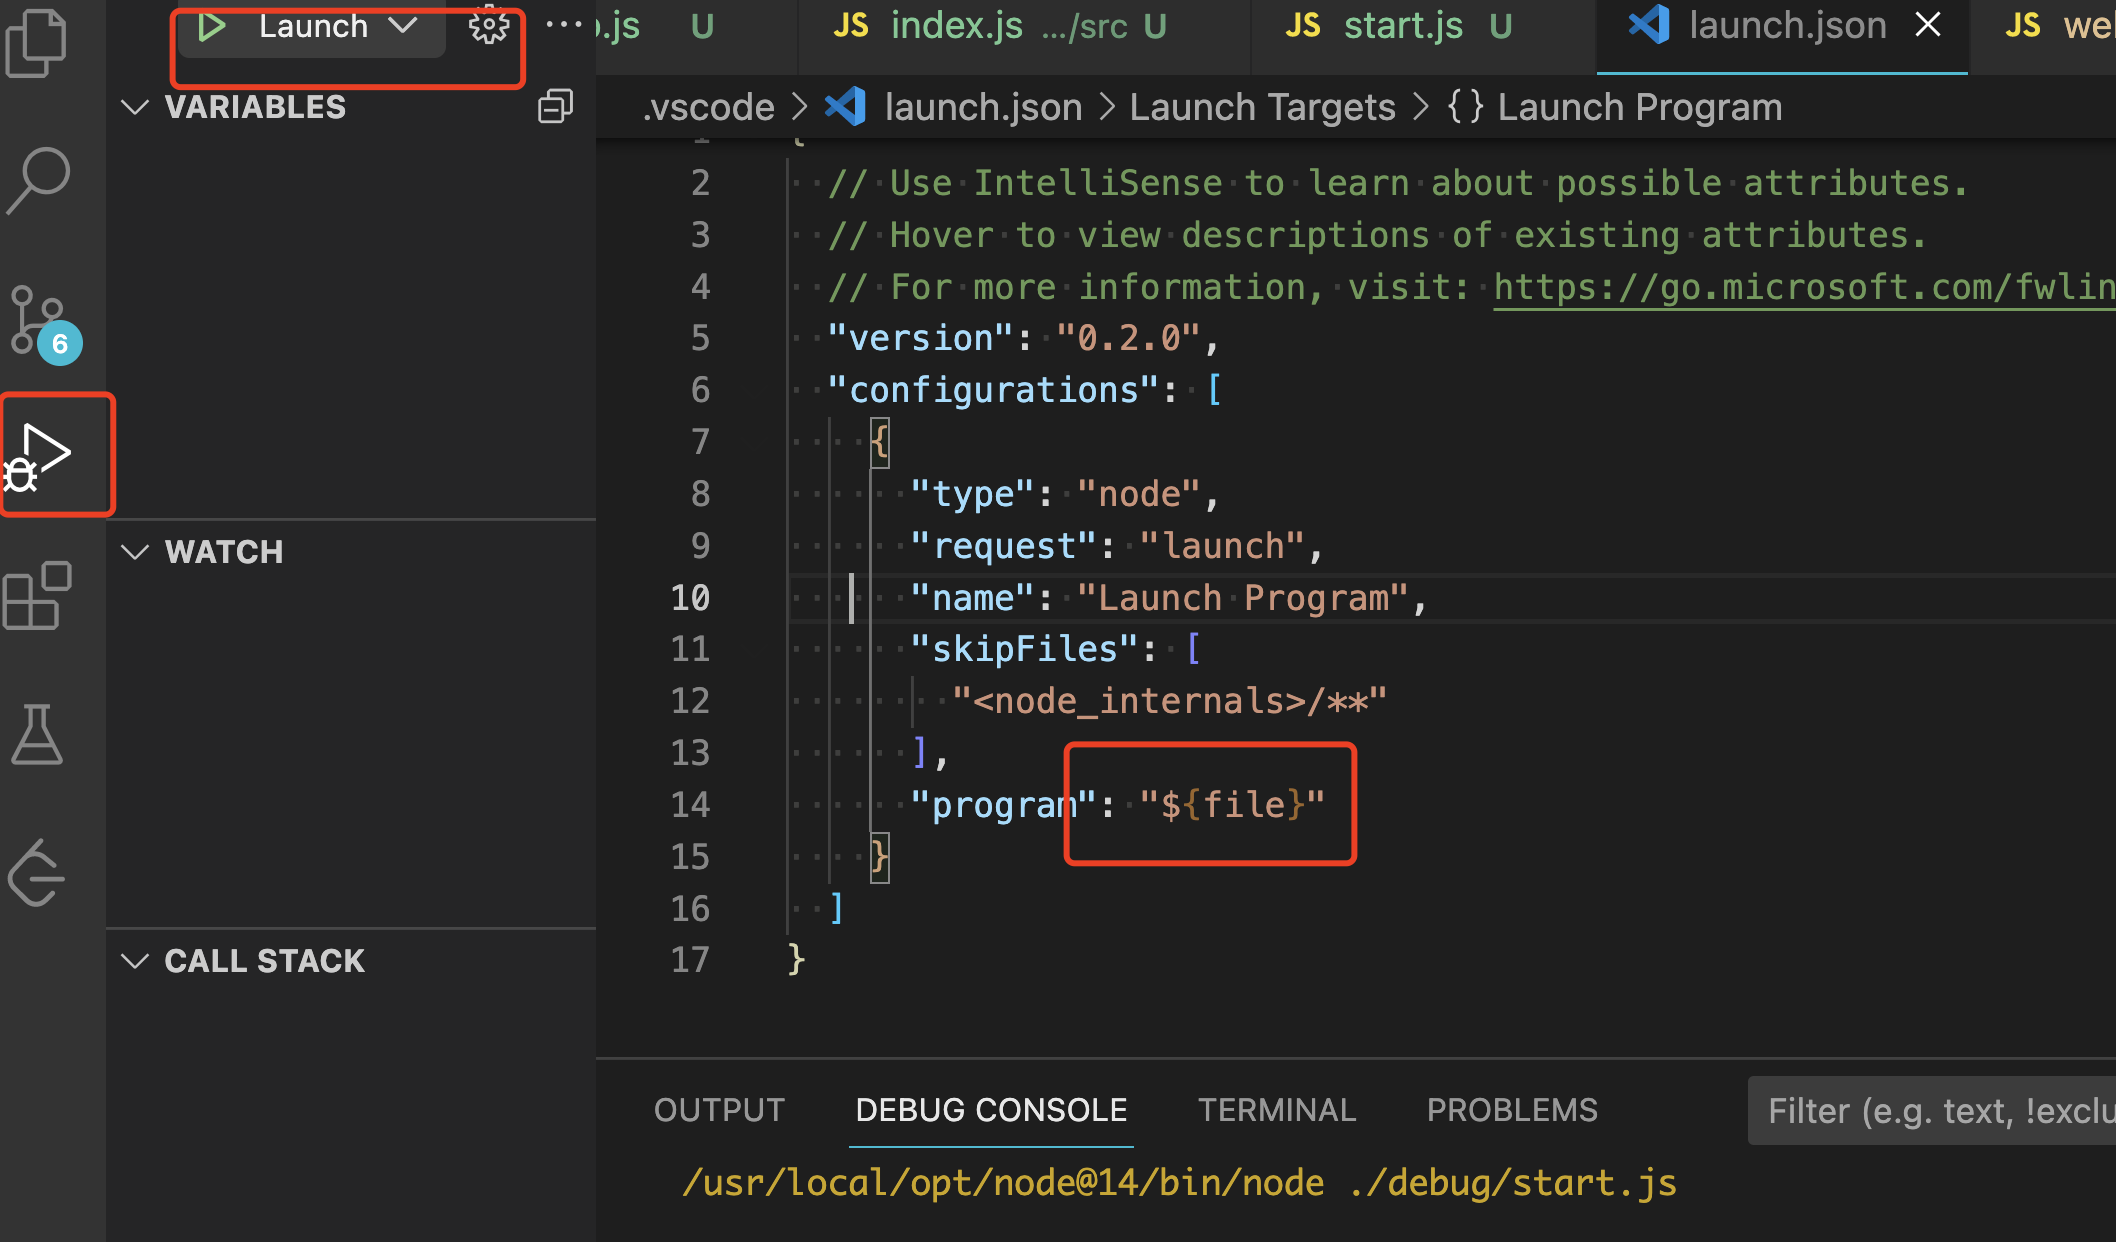 Launch
VARIABLES
6
WATCH
CALL STACK
.js U
JS index.js .../src U
JS start.js U
launch.json
JS
.vscode > launch.json > Launch Targets > {} Launch Program
1 {
2 // Use IntelliSense to learn about possible attributes.
3 // Hover to view descriptions of existing attributes.
4 // For more information, visit: https://go.microsoft.com/fwlin
5 "version": "0.2.0",
6 "configurations": [
7 {
8 "type": "node",
9 "request": "launch",
10 "name": "Launch Program",
11 "skipFiles": [
12 "<node_internals>/**"
13 ],
14 "program": "${file}"
15 }
16 ]
17 }
OUTPUT DEBUG CONSOLE TERMINAL PROBLEMS Filter (e.g. text, !exclu
/usr/local/opt/node@14/bin/node ./debug/start.js